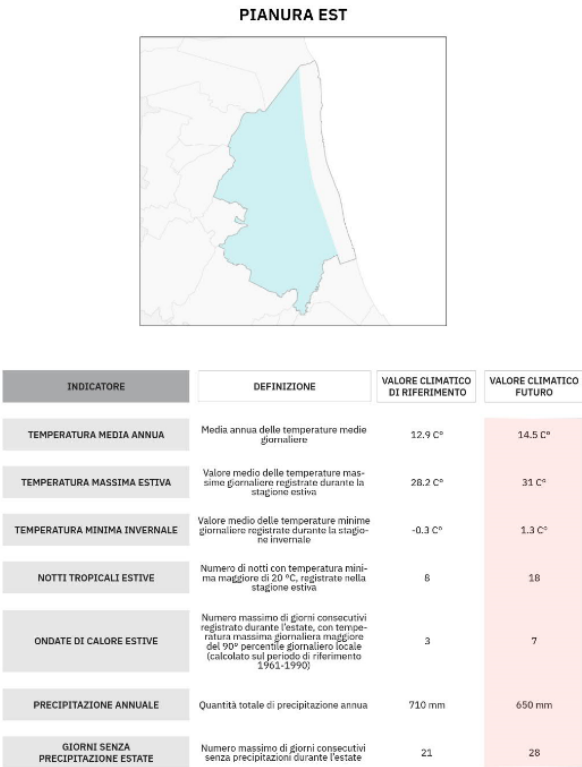 PIANURA EST
INDICATORE
DEFINIZIONE
VALORE CLIMATICO
DI RIFERIMENTO
VALORE CLIMATICO
FUTURO
TEMPERATURA MEDIA ANNUA
Media annua delle temperature medie
giornaliere
12.9 C°
14.5 C°
TEMPERATURA MASSIMA ESTIVA
Valore medio delle temperature mas-
sime giornaliere registrate durante la
stagione estiva
28.2 C°
31 C°
TEMPERATURA MINIMA INVERNALE
Valore medio delle temperature minime
giornaliere registrate durante la stagio-
ne invernale
-0.3 C°
1.3 C°
NOTTI TROPICALI ESTIVE
Numero di notti con temperatura mini-
ma maggiore di 20 °C, registrate nella
stagione estiva
8
18
ONDATE DI CALORE ESTIVE
Numero massimo di giorni consecutivi
registrato durante l'estate, con tempe-
ratura massima giornaliera maggiore
del 90° percentile giornaliero locale
(calcolato sul periodo di riferimento
1961-1990)
3
7
PRECIPITAZIONE ANNUALE
Quantità totale di precipitazione annua
710 mm
650 mm
GIORNI SENZA
PRECIPITAZIONE ESTATE
Numero massimo di giorni consecutivi
senza precipitazioni durante l'estate
21
28